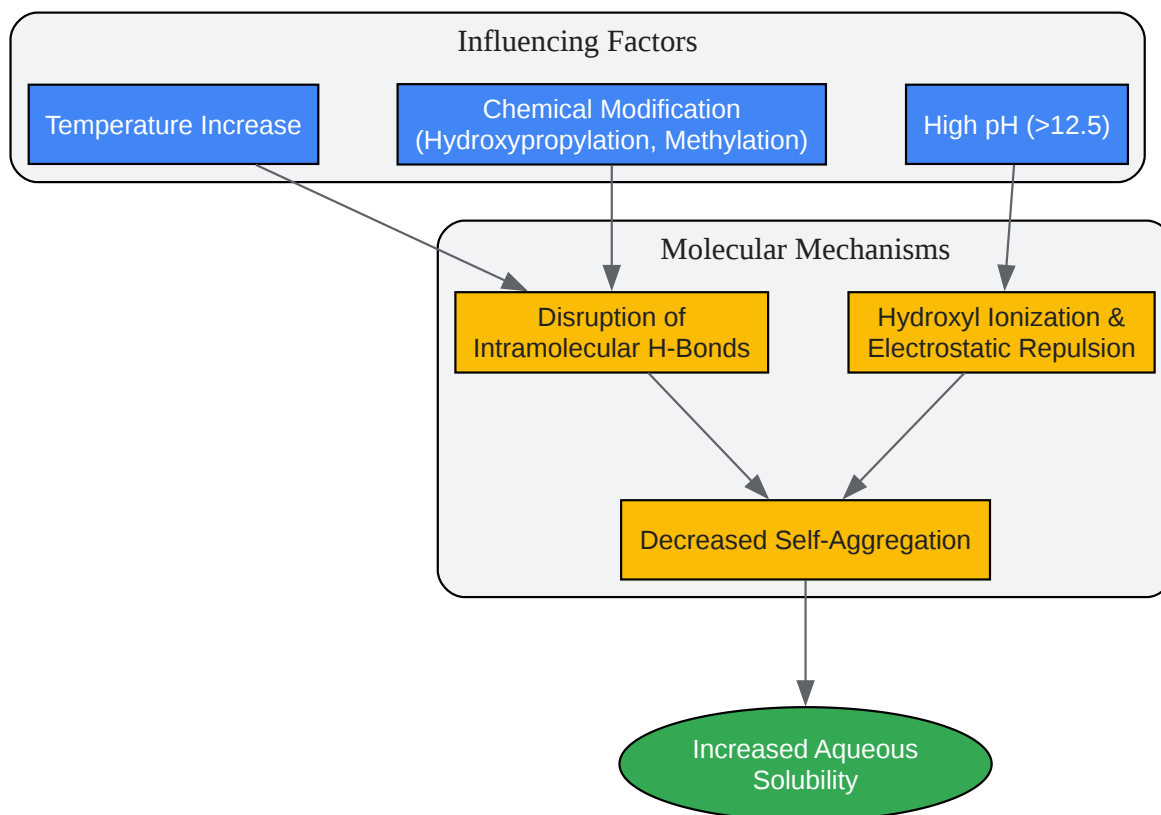 Influencing Factors
Temperature Increase
Chemical Modification
(Hydroxypropylation, Methylation)
High pH (>12.5)
Molecular Mechanisms
Disruption of
Intramolecular H-Bonds
Hydroxyl Ionization &
Electrostatic Repulsion
Decreased Self-Aggregation
Increased Aqueous
Solubility